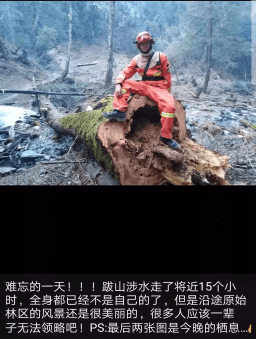 难忘的一天！！！跋山涉水走了将近15个小
时，全身都已经不是自己的了，但是沿途原始
林区的风景还是很美丽的，很多人应该一辈
子无法领略吧！PS:最后两张图是今晚的栖息...